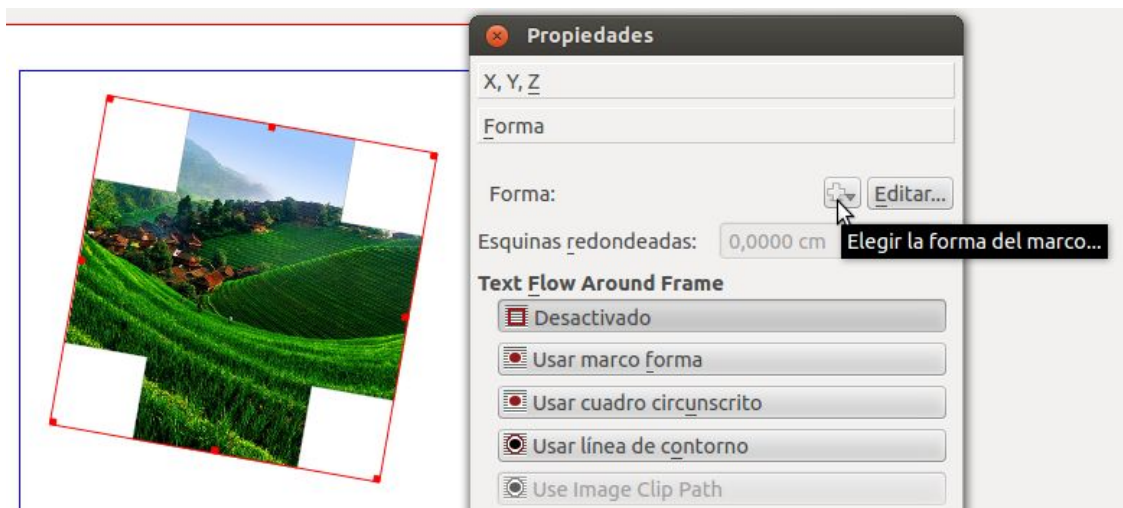 Propiedades
X, Y, Z
Forma
Forma:
Editar...
Esquinas redondeadas: 0,0000 cm
Elegir la forma del marco...
Text Flow Around Frame
Desactivado
Usar marco forma
Usar cuadro circunscrito
Usar línea de contorno
Use Image Clip Path